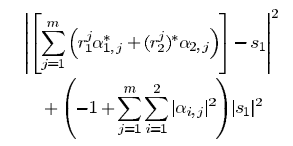 $$\left|\left[\sum_{j=1}^{m}\left(r_1^j\alpha_{1,j}^* + (r_2^j)^*\alpha_{2,j}\right)\right] - s_1\right|^2$$
$$+ \left(-1 + \sum_{j=1}^{m}\sum_{i=1}^{2}|\alpha_{i,j}|^2\right)|s_1|^2$$